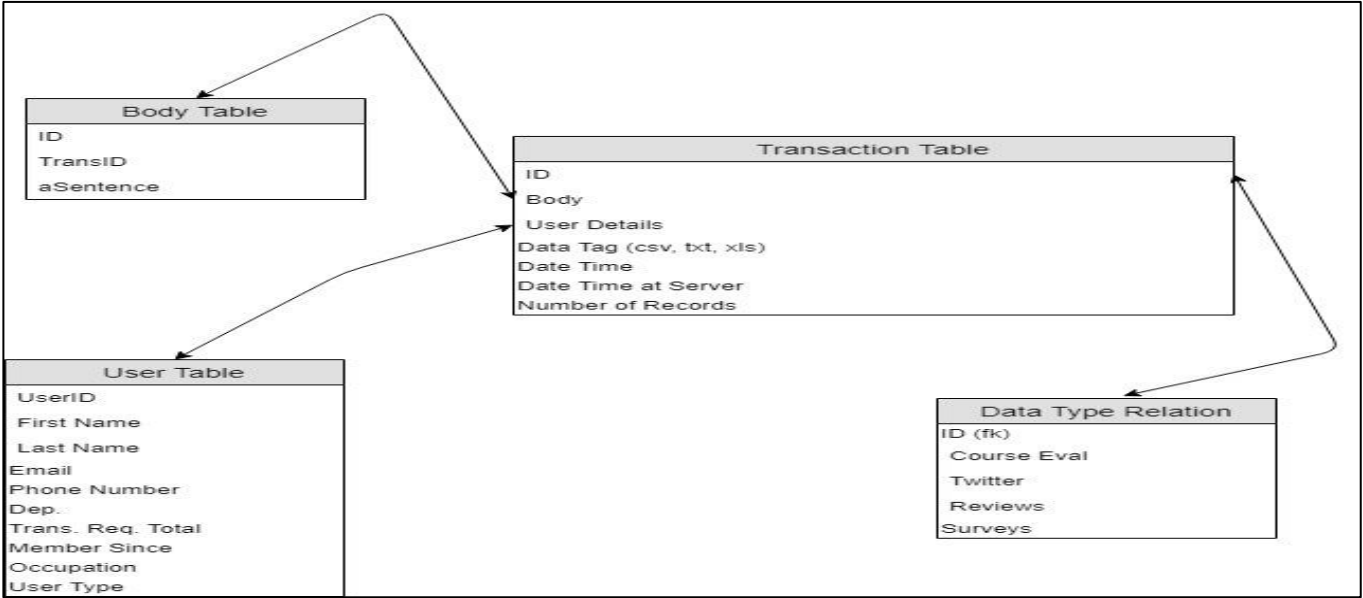 Body Table
ID
TransID
aSentence
Transaction Table
ID
Body
User Details
Data Tag (csv, txt, xls)
Date Time
Date Time at Server
Number of Records
User Table
UserID
First Name
Last Name
Email
Phone Number
Dep.
Trans. Req. Total
Member Since
Occupation
User Type
Data Type Relation
ID (fk)
Course Eval
Twitter
Reviews
Surveys